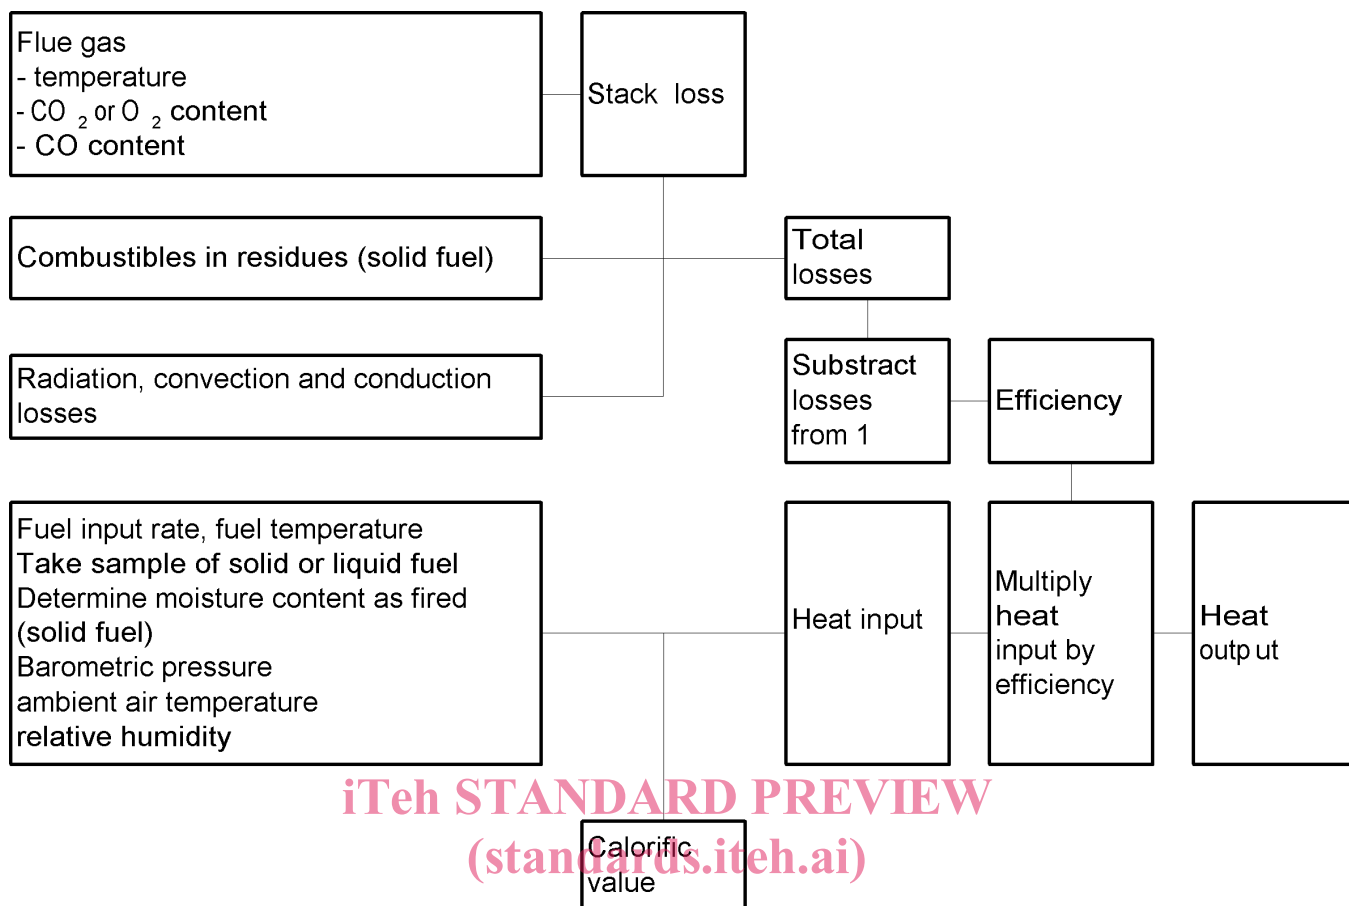 Flue gas
- temperature
- CO 2 or O 2 content
- CO content
Stack loss
Combustibles in residues (solid fuel)
Total
losses
Radiation, convection and conduction
losses
Substract
losses
from 1
Efficiency
Fuel input rate, fuel temperature
Take sample of solid or liquid fuel
Determine moisture content as fired
(solid fuel)
Barometric pressure
ambient air temperature
relative humidity
Heat input
Multiply
heat
input by
efficiency
Heat
output
iTeh STANDARD PREVIEW
(standards.iteh.ai)
Calorific
value